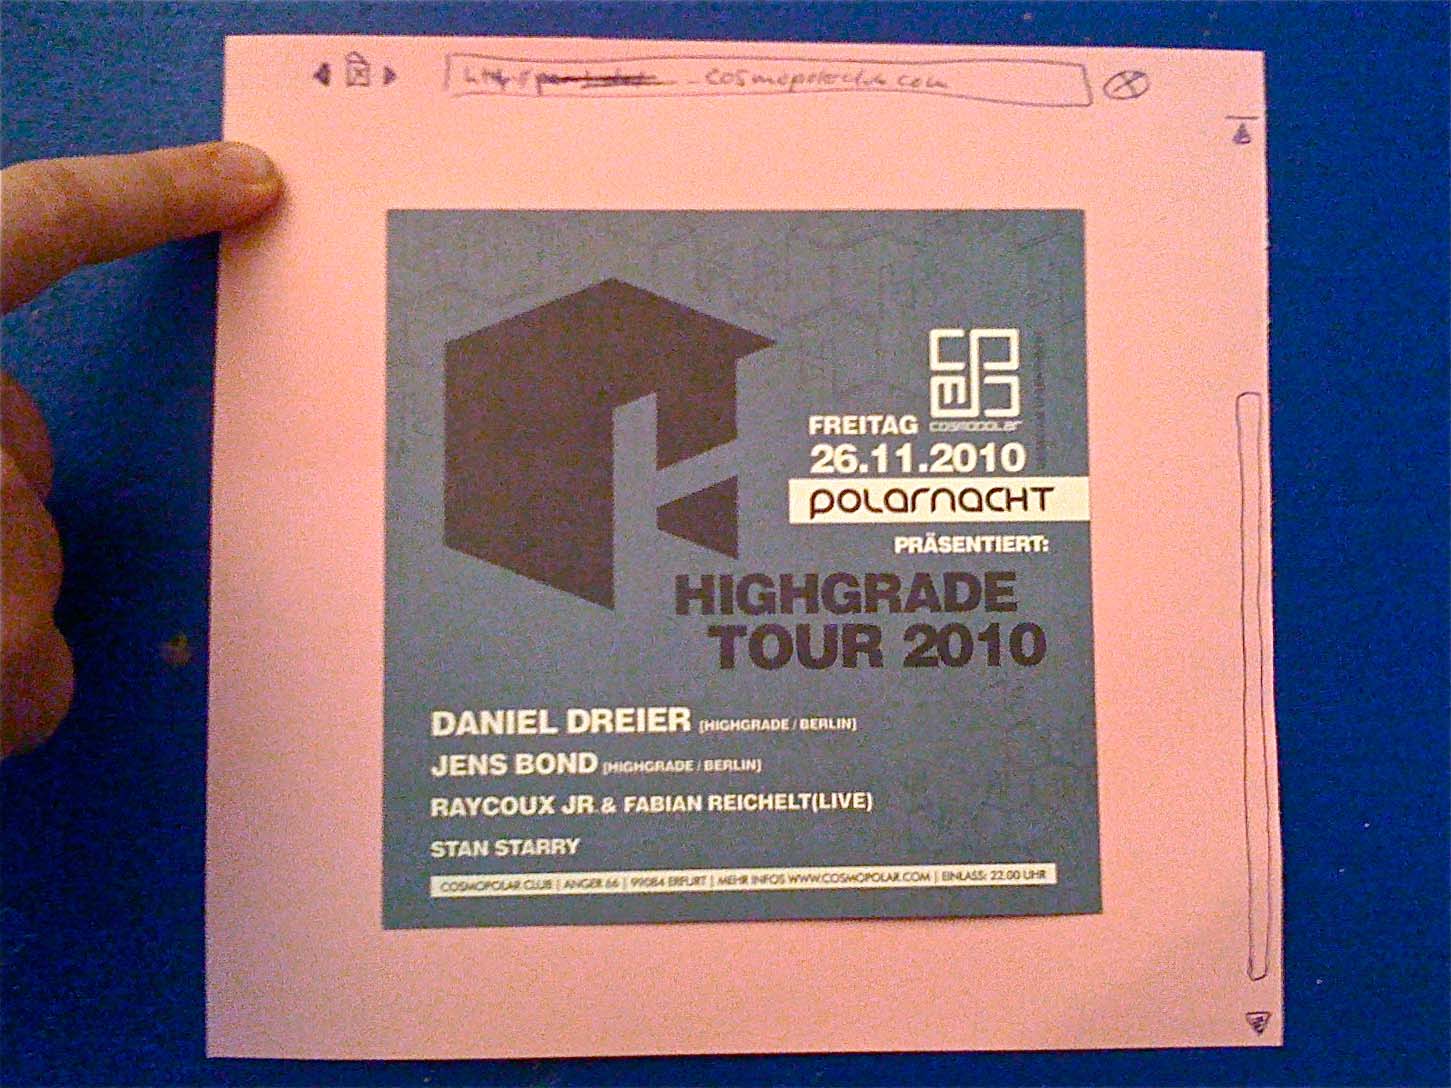 cosmopolarclub.com
cosmopolar
FREITAG
26.11.2010
POLARNACHT
PRÄSENTIERT:
HIGHGRADE
TOUR 2010
DANIEL DREIER [HIGHGRADE / BERLIN]
JENS BOND [HIGHGRADE / BERLIN]
RAYCOUX JR & FABIAN REICHELT(LIVE)
STAN STARRY
COSMOPOLAR CLUB | ANGER 66 | 99084 ERFURT | MEHR INFOS WWW.COSMOPOLAR.COM | EINLASS: 22.00 UHR